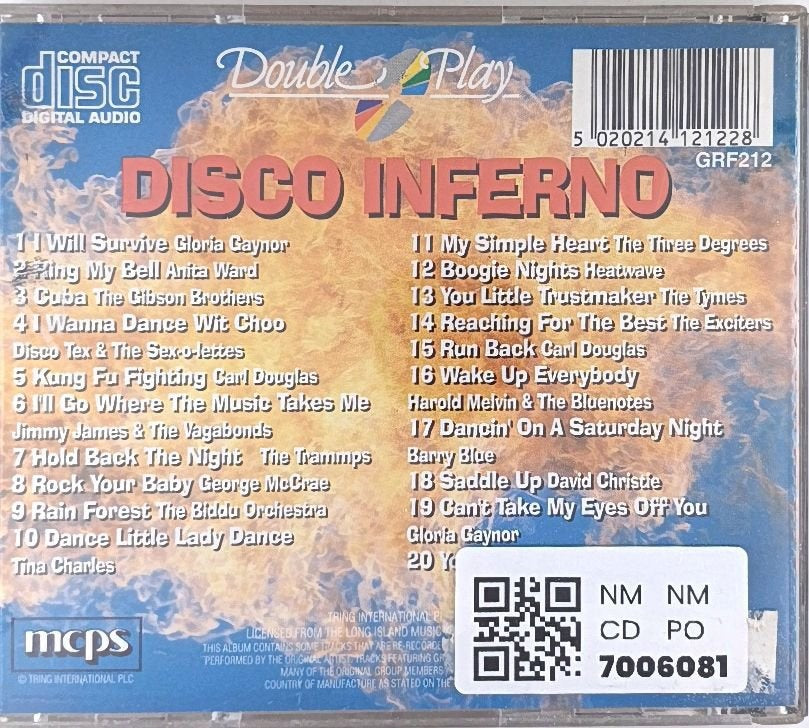 COMPACT
disc
DIGITAL AUDIO
Double Play
5 020214 121228
GRF212
DISCO INFERNO
1 I Will Survive Gloria Gaynor
2 Ring My Bell Anita Ward
3 Cuba The Gibson Brothers
4 I Wanna Dance Wit Choo
Disco Tex & The Sex-o-lettes
5 Kung Fu Fighting Carl Douglas
6 I'll Go Where The Music Takes Me
Jimmy James & The Vagabonds
7 Hold Back The Night The Trammps
8 Rock Your Baby George McCrae
9 Rain Forest The Biddu Orchestra
10 Dance Little Lady Dance
Tina Charles
11 My Simple Heart The Three Degrees
12 Boogie Nights Heatwave
13 You Little Trustmaker The Tymes
14 Reaching For The Best The Exciters
15 Run Back Carl Douglas
16 Wake Up Everybody
Harold Melvin & The Bluenotes
17 Dancin' On A Saturday Night
Barry Blue
18 Saddle Up David Christie
19 Can't Take My Eyes Off You
Gloria Gaynor
20
mcps
© TRING INTERNATIONAL PLC
TRING INTERNATIONAL
LICENSED FROM THE LONG ISLAND MUSIC
THIS ALBUM CONTAINS SOME TRACKS THAT ARE RE-RECORDED
PERFORMED BY THE ORIGINAL ARTIST. TRACKS FEATURING
MANY OF THE ORIGINAL GROUP MEMBERS
COUNTRY OF MANUFACTURE AS STATED ON THE
NM NM
CD PO
7006081